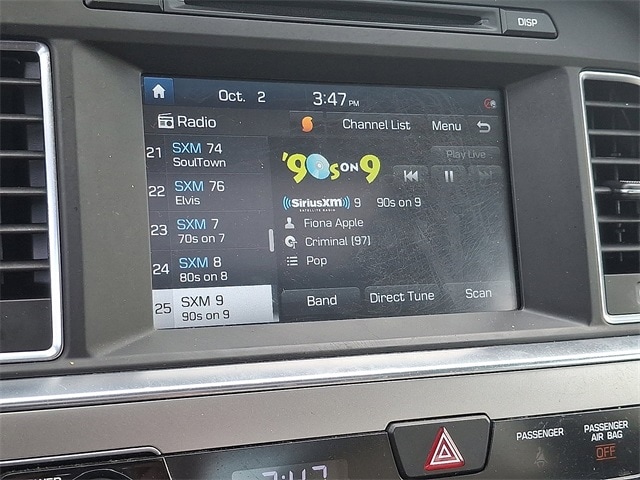 DISP
Oct. 2 3:47 PM
Radio Channel List Menu
21 SXM 74
SoulTown
22 SXM 76
Elvis
23 SXM 7
70s on 7
24 SXM 8
80s on 8
25 SXM 9
90s on 9
'90s ON 9
Play Live
((SiriusXM)) 9 90s on 9
SATELLITE RADIO
Fiona Apple
Criminal (97)
Pop
Band Direct Tune Scan
PASSENGER
PASSENGER
AIR BAG
OFF
POWER